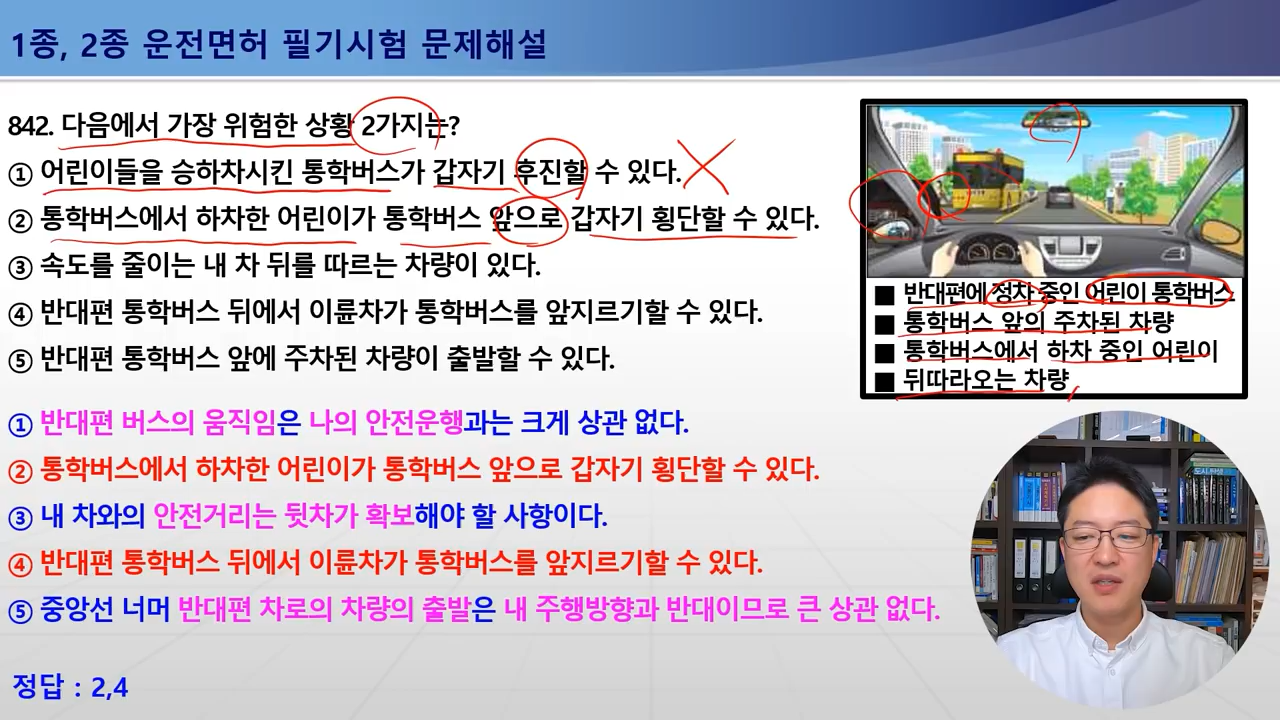 1종, 2종 운전면허 필기시험 문제해설
842. 다음에서 가장 위험한 상황 2가지는?
① 어린이들을 승하차시킨 통학버스가 갑자기 후진할 수 있다.
② 통학버스에서 하차한 어린이가 통학버스 앞으로 갑자기 횡단할 수 있다.
③ 속도를 줄이는 내 차 뒤를 따르는 차량이 있다.
④ 반대편 통학버스 뒤에서 이륜차가 통학버스를 앞지르기할 수 있다.
⑤ 반대편 통학버스 앞에 주차된 차량이 출발할 수 있다.
■ 반대편에 정차 중인 어린이 통학버스
■ 통학버스 앞의 주차된 차량
■ 통학버스에서 하차 중인 어린이
■ 뒤따라오는 차량
① 반대편 버스의 움직임은 나의 안전운행과는 크게 상관 없다.
② 통학버스에서 하차한 어린이가 통학버스 앞으로 갑자기 횡단할 수 있다.
③ 내 차와의 안전거리는 뒷차가 확보해야 할 사항이다.
④ 반대편 통학버스 뒤에서 이륜차가 통학버스를 앞지르기할 수 있다.
⑤ 중앙선 너머 반대편 차로의 차량의 출발은 내 주행방향과 반대이므로 큰 상관 없다.
정답 : 2,4